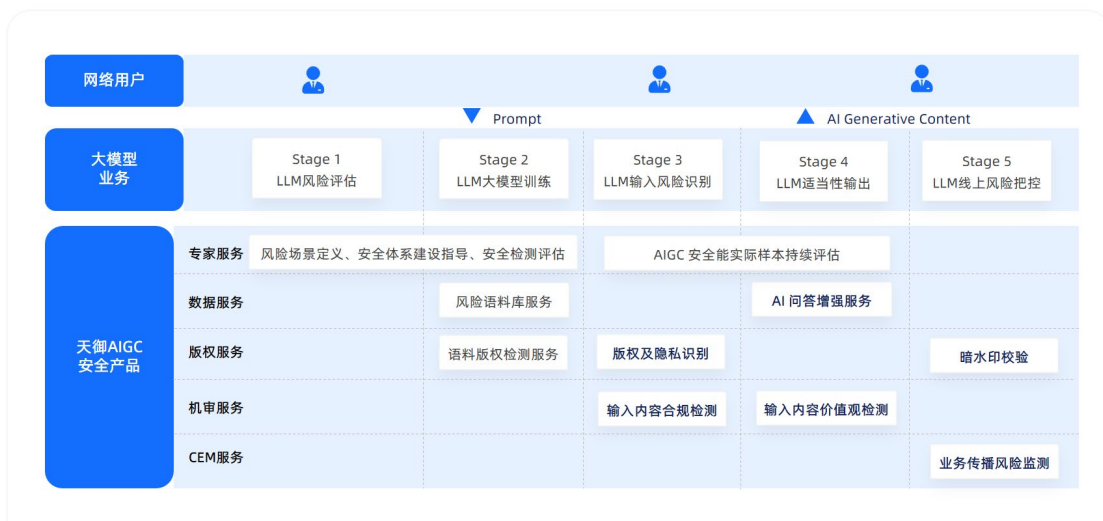 网络用户
Prompt
AI Generative Content
大模型
业务
Stage 1
LLM风险评估
Stage 2
LLM大模型训练
Stage 3
LLM输入风险识别
Stage 4
LLM适当性输出
Stage 5
LLM线上风险把控
天御AIGC
安全产品
专家服务
风险场景定义、安全体系建设指导、安全检测评估
AIGC 安全能实际样本持续评估
数据服务
风险语料库服务
AI 问答增强服务
版权服务
语料版权检测服务
版权及隐私识别
暗水印校验
机审服务
输入内容合规检测
输入内容价值观检测
CEM服务
业务传播风险监测